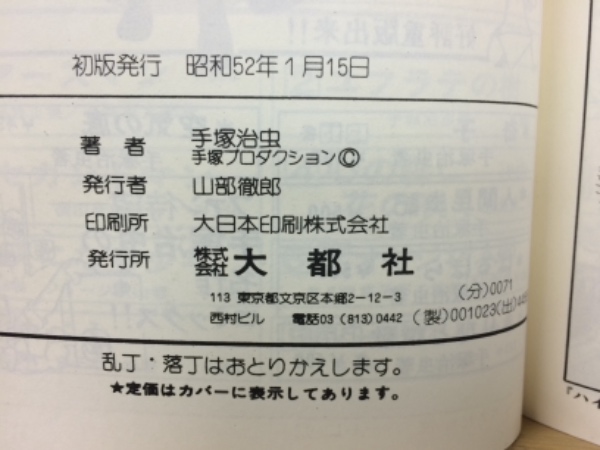 初版発行 昭和52年1月15日
著者 手塚治虫
手塚プロダクション©
発行者 山部徹郎
印刷所 大日本印刷株式会社
発行所 株式会社 大都社
113 東京都文京区本郷2-12-3 (分)0071
西村ビル 電話03(813)0442 (製)001023(出)
乱丁・落丁はおとりかえします。
★定価はカバーに表示してあります。